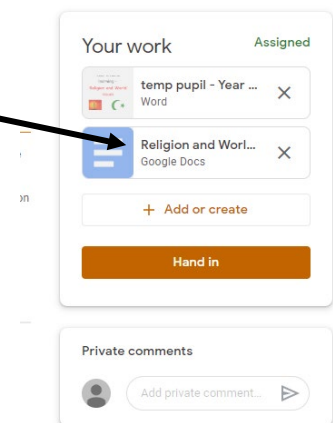 Your work Assigned
temp pupil - Year ...
Word
Religion and Worl...
Google Docs
+ Add or create
Hand in
Private comments
Add private comment...